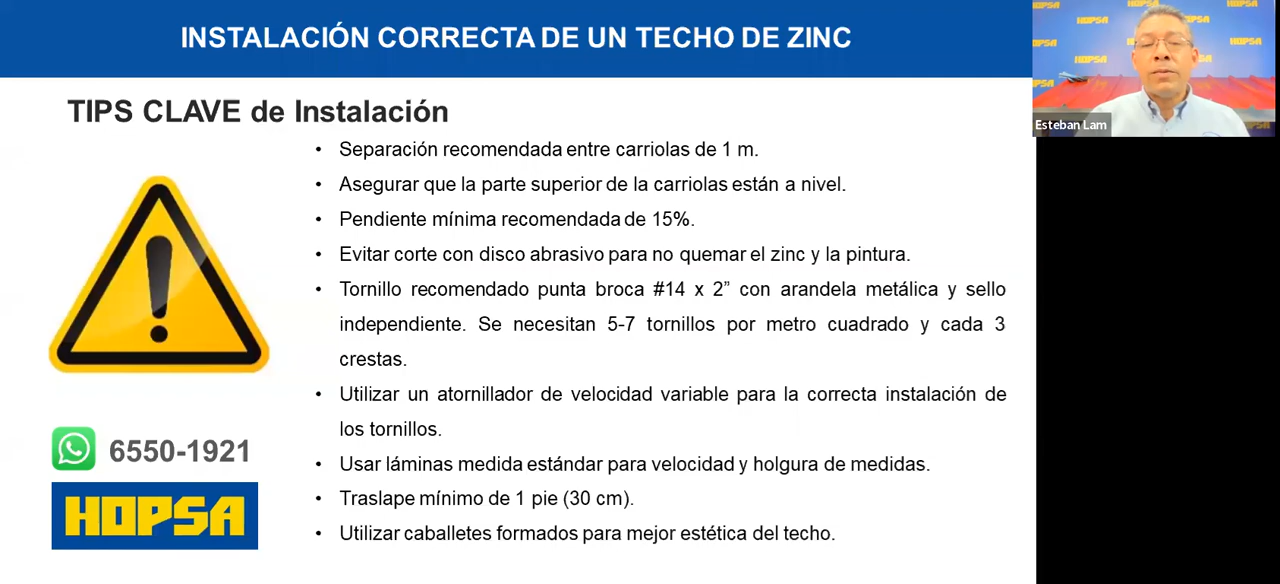 INSTALACIÓN CORRECTA DE UN TECHO DE ZINC
TIPS CLAVE de Instalación
• Separación recomendada entre carriolas de 1 m.
• Asegurar que la parte superior de la carriolas están a nivel.
• Pendiente mínima recomendada de 15%.
• Evitar corte con disco abrasivo para no quemar el zinc y la pintura.
• Tornillo recomendado punta broca #14 x 2” con arandela metálica y sello
independiente. Se necesitan 5-7 tornillos por metro cuadrado y cada 3
crestas.
• Utilizar un atornillador de velocidad variable para la correcta instalación de
los tornillos.
• Usar láminas medida estándar para velocidad y holgura de medidas.
• Traslape mínimo de 1 pie (30 cm).
• Utilizar caballetes formados para mejor estética del techo.
6550-1921
HOPSA
HOPSA
HOPSA
HOPSA
HOPSA
Esteban Lam